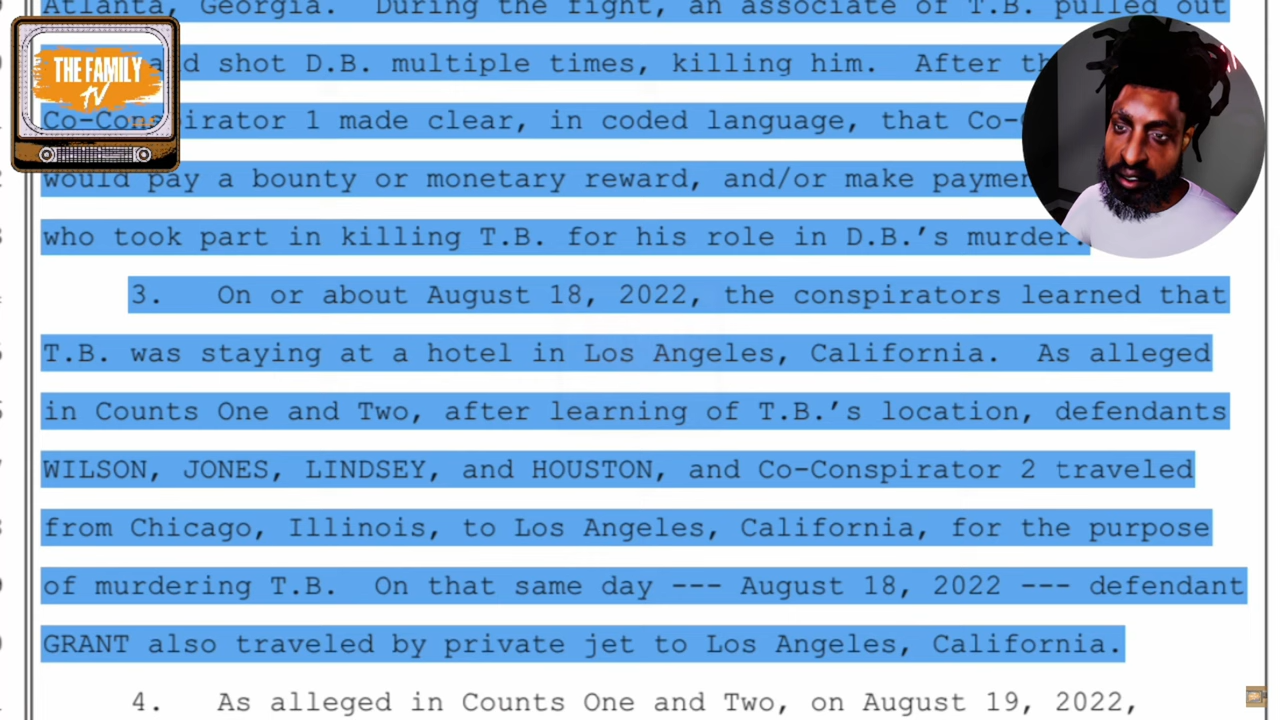 THE FAMILY
TV
Atlanta, Georgia. During the fight, an associate of T.B. pulled out
and shot D.B. multiple times, killing him. After
Co-Conspirator 1 made clear, in coded language, that
would pay a bounty or monetary reward, and/or make
who took part in killing T.B. for his role in D.B.’s murder.
3. On or about August 18, 2022, the conspirators learned that
T.B. was staying at a hotel in Los Angeles, California. As alleged
in Counts One and Two, after learning of T.B.’s location, defendants
WILSON, JONES, LINDSEY, and HOUSTON, and Co-Conspirator 2 traveled
from Chicago, Illinois, to Los Angeles, California, for the purpose
of murdering T.B. On that same day --- August 18, 2022 --- defendant
GRANT also traveled by private jet to Los Angeles, California.
4. As alleged in Counts One and Two, on August 19, 2022,